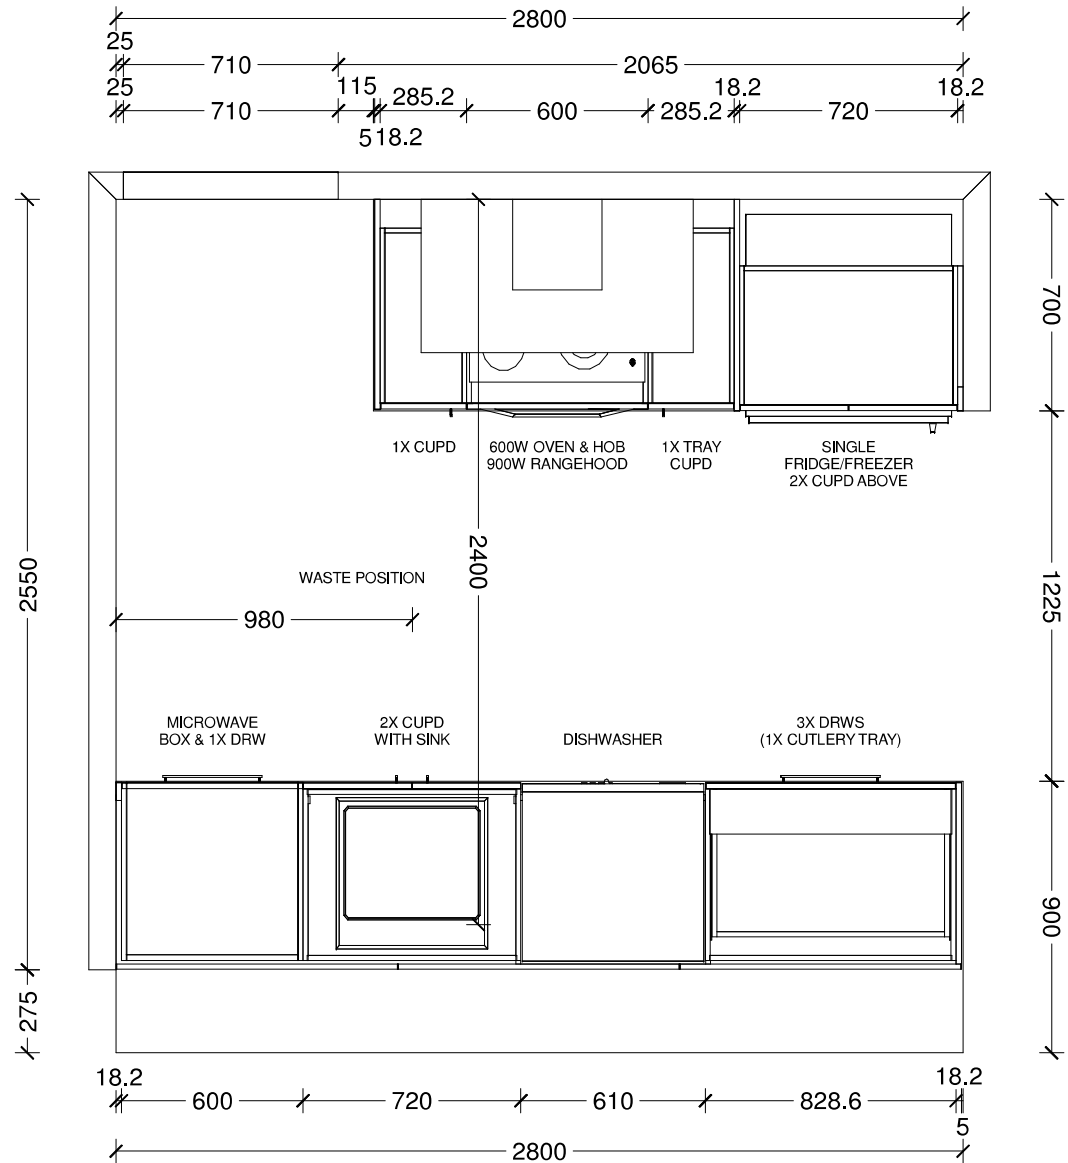 2800
25
710
2065
25
710
115
285.2
600
285.2
18.2
720
18.2
5
18.2
2550
700
1X CUPD
600W OVEN & HOB
900W RANGEHOOD
1X TRAY
CUPD
SINGLE
FRIDGE/FREEZER
2X CUPD ABOVE
2400
1225
WASTE POSITION
980
MICROWAVE
BOX & 1X DRW
2X CUPD
WITH SINK
DISHWASHER
3X DRWS
(1X CUTLERY TRAY)
900
275
18.2
600
720
610
828.6
18.2
5
2800